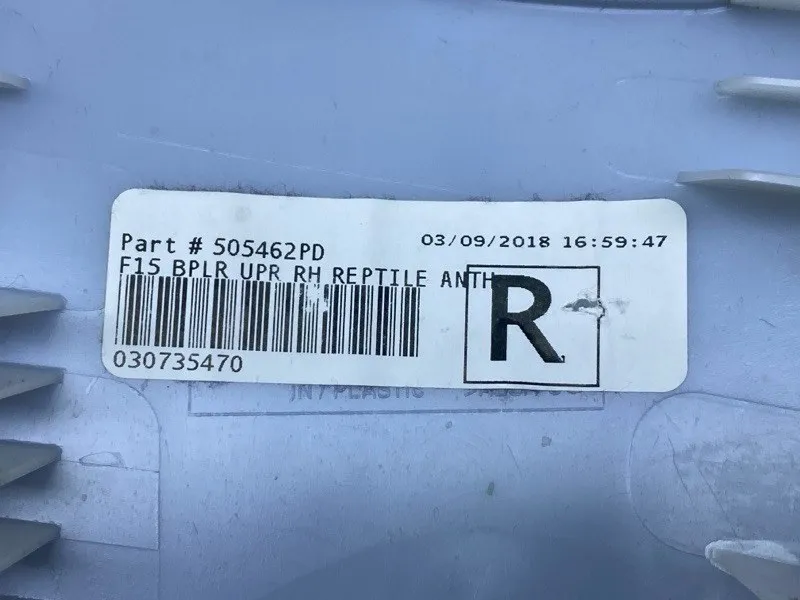 Part # 505462PD
03/09/2018 16:59:47
F15 BPLR UPR RH REPTILE ANTH
R
030735470